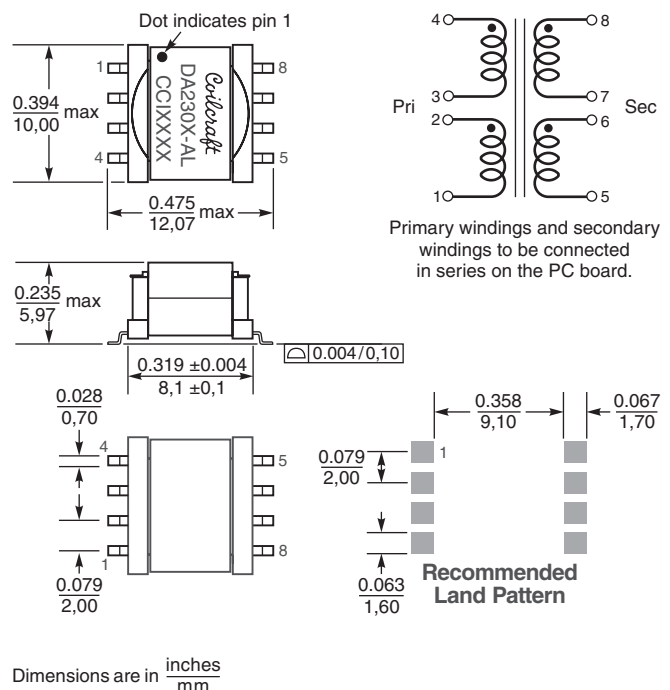 Dot indicates pin 1
1
8
4
5
Coilcraft
DA230X-AL
CCIXXXX
0.394
10,00
max
0.475
12,07
max
4
8
3
7
Pri
Sec
2
6
1
5
Primary windings and secondary
windings to be connected
in series on the PC board.
0.235
5,97
max
0.004/0,10
0.319 ±0.004
8,1 ±0,1
0.028
0,70
4
5
1
8
0.079
2,00
0.358
9,10
0.067
1,70
1
0.079
2,00
0.063
1,60
Recommended
Land Pattern
Dimensions are in inches
mm